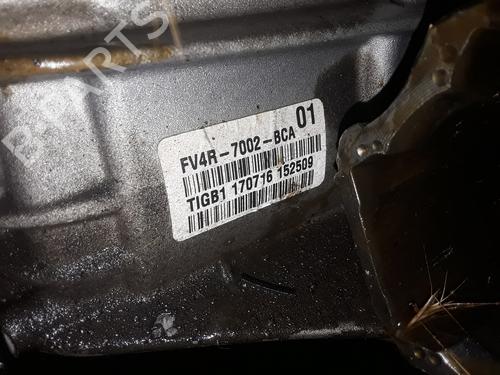 B-PARTS
01
FV4R-7002-BCA
TIGB1 170716 152509